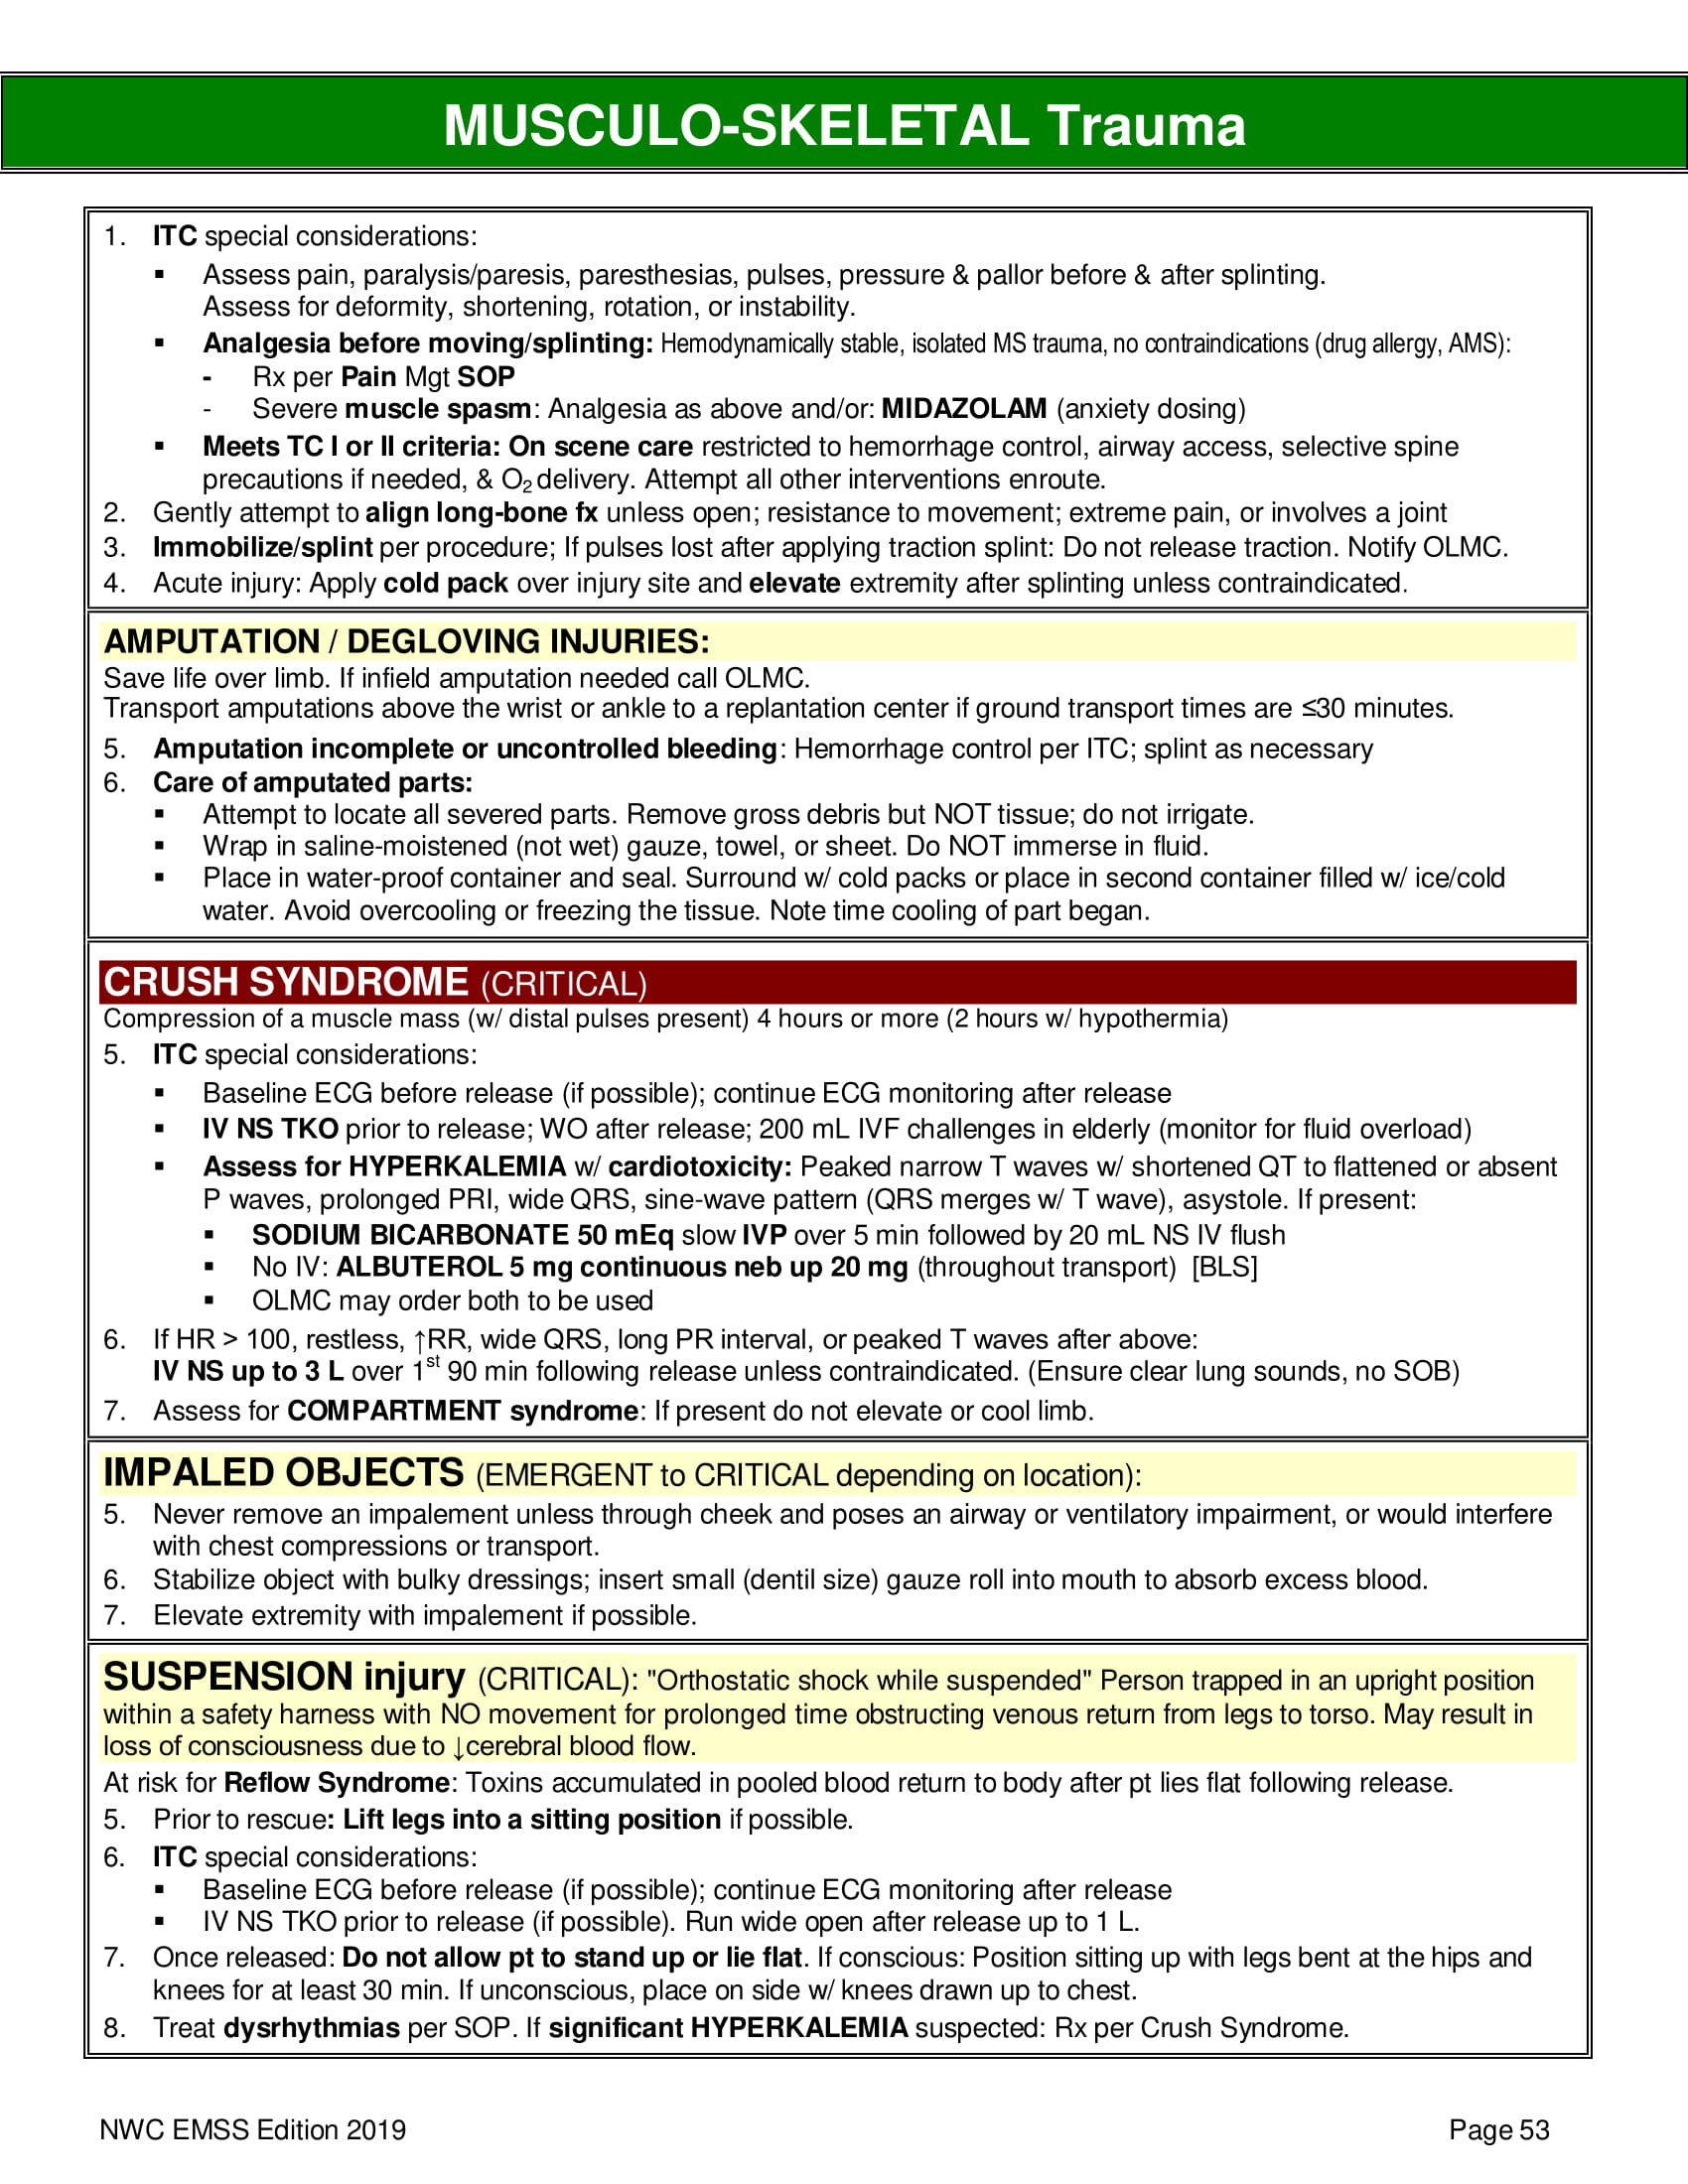 MUSCULO-SKELETAL Trauma
1. ITC special considerations:
▪ Assess pain, paralysis/paresis, paresthesias, pulses, pressure & pallor before & after splinting.
Assess for deformity, shortening, rotation, or instability.
▪ Analgesia before moving/splinting: Hemodynamically stable, isolated MS trauma, no contraindications (drug allergy, AMS):
- Rx per Pain Mgt SOP
- Severe muscle spasm: Analgesia as above and/or: MIDAZOLAM (anxiety dosing)
▪ Meets TC I or II criteria: On scene care restricted to hemorrhage control, airway access, selective spine
precautions if needed, & O₂ delivery. Attempt all other interventions enroute.
2. Gently attempt to align long-bone fx unless open; resistance to movement; extreme pain, or involves a joint
3. Immobilize/splint per procedure; If pulses lost after applying traction splint: Do not release traction. Notify OLMC.
4. Acute injury: Apply cold pack over injury site and elevate extremity after splinting unless contraindicated.
AMPUTATION / DEGLOVING INJURIES:
Save life over limb. If infield amputation needed call OLMC.
Transport amputations above the wrist or ankle to a replantation center if ground transport times are ≤30 minutes.
5. Amputation incomplete or uncontrolled bleeding: Hemorrhage control per ITC; splint as necessary
6. Care of amputated parts:
▪ Attempt to locate all severed parts. Remove gross debris but NOT tissue; do not irrigate.
▪ Wrap in saline-moistened (not wet) gauze, towel, or sheet. Do NOT immerse in fluid.
▪ Place in water-proof container and seal. Surround w/ cold packs or place in second container filled w/ ice/cold
water. Avoid overcooling or freezing the tissue. Note time cooling of part began.
CRUSH SYNDROME (CRITICAL)
Compression of a muscle mass (w/ distal pulses present) 4 hours or more (2 hours w/ hypothermia)
5. ITC special considerations:
▪ Baseline ECG before release (if possible); continue ECG monitoring after release
▪ IV NS TKO prior to release; WO after release; 200 mL IVF challenges in elderly (monitor for fluid overload)
▪ Assess for HYPERKALEMIA w/ cardiotoxicity: Peaked narrow T waves w/ shortened QT to flattened or absent
P waves, prolonged PRI, wide QRS, sine-wave pattern (QRS merges w/ T wave), asystole. If present:
▪ SODIUM BICARBONATE 50 mEq slow IVP over 5 min followed by 20 mL NS IV flush
▪ No IV: ALBUTEROL 5 mg continuous neb up 20 mg (throughout transport) [BLS]
▪ OLMC may order both to be used
6. If HR > 100, restless, ↑RR, wide QRS, long PR interval, or peaked T waves after above:
IV NS up to 3 L over 1st 90 min following release unless contraindicated. (Ensure clear lung sounds, no SOB)
7. Assess for COMPARTMENT syndrome: If present do not elevate or cool limb.
IMPALED OBJECTS (EMERGENT to CRITICAL depending on location):
5. Never remove an impalement unless through cheek and poses an airway or ventilatory impairment, or would interfere
with chest compressions or transport.
6. Stabilize object with bulky dressings; insert small (dentil size) gauze roll into mouth to absorb excess blood.
7. Elevate extremity with impalement if possible.
SUSPENSION injury (CRITICAL): "Orthostatic shock while suspended" Person trapped in an upright position
within a safety harness with NO movement for prolonged time obstructing venous return from legs to torso. May result in
loss of consciousness due to ↓cerebral blood flow.
At risk for Reflow Syndrome: Toxins accumulated in pooled blood return to body after pt lies flat following release.
5. Prior to rescue: Lift legs into a sitting position if possible.
6. ITC special considerations:
▪ Baseline ECG before release (if possible); continue ECG monitoring after release
▪ IV NS TKO prior to release (if possible). Run wide open after release up to 1 L.
7. Once released: Do not allow pt to stand up or lie flat. If conscious: Position sitting up with legs bent at the hips and
knees for at least 30 min. If unconscious, place on side w/ knees drawn up to chest.
8. Treat dysrhythmias per SOP. If significant HYPERKALEMIA suspected: Rx per Crush Syndrome.
NWC EMSS Edition 2019 Page 53